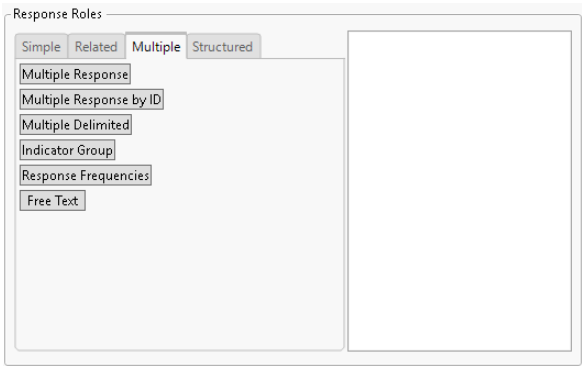 Response Roles
Simple Related Multiple Structured
Multiple Response
Multiple Response by ID
Multiple Delimited
Indicator Group
Response Frequencies
Free Text